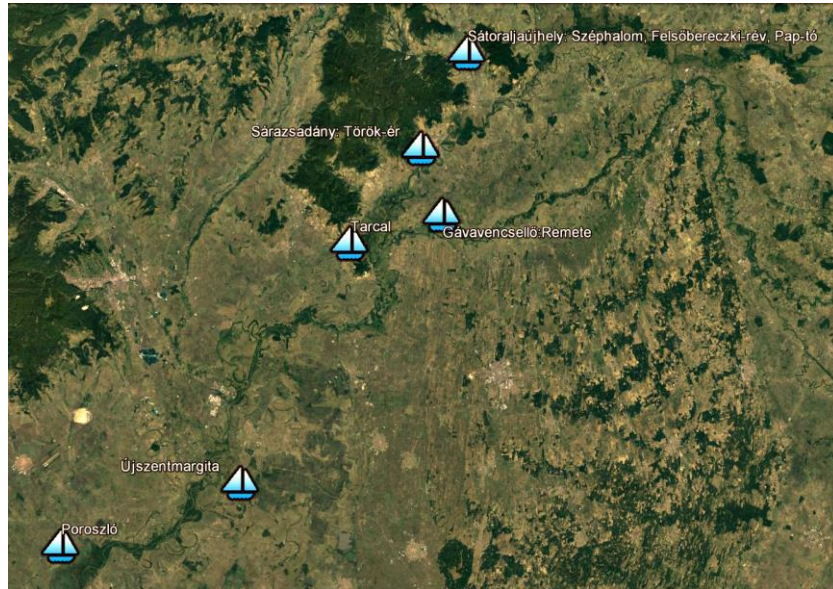 Sátoraljaújhely: Széphalom, Felsőbereczki-rév, Pap-tó
Sárazsadány: Török-ér
Tarcal
Gávavencsellő:Remete
Újszentmargita
Poroszló